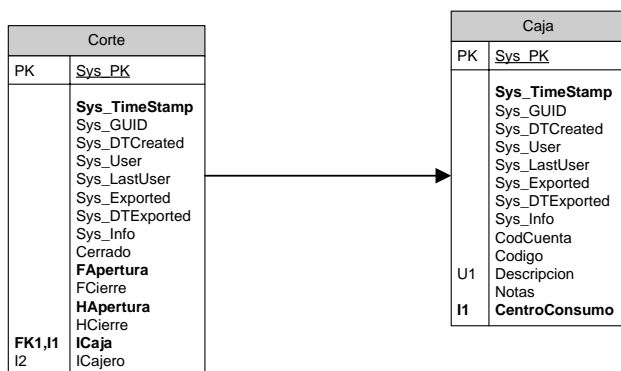 Corte
PK Sys_PK
Sys_TimeStamp
Sys_GUID
Sys_DTCreated
Sys_User
Sys_LastUser
Sys_Exported
Sys_DTExported
Sys_Info
Cerrado
FApertura
FCierre
HApertura
HCierre
FK1,I1 ICaja
I2 ICajero
Caja
PK Sys_PK
Sys_TimeStamp
Sys_GUID
Sys_DTCreated
Sys_User
Sys_LastUser
Sys_Exported
Sys_DTExported
Sys_Info
CodCuenta
Codigo
U1 Descripcion
Notas
I1 CentroConsumo